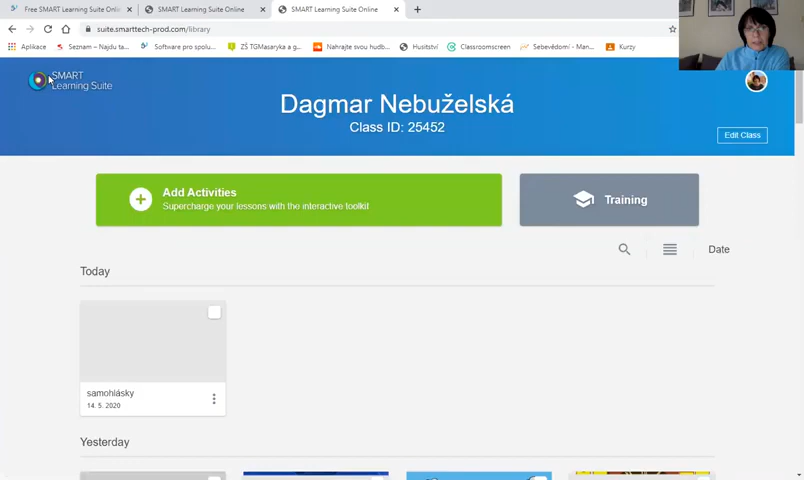 Free SMART Learning Suite Onli
SMART Learning Suite Online
SMART Learning Suite Online
suite.smarttech-prod.com/library
Aplikace
Seznam – Najdu ta...
Software pro spolu...
ZŠ TGMasaryka a g...
Nahrajte svou hudb...
Husitství
Classroomscreen
Sebevědomí - Man...
Kurzy
SMART
Learning Suite
Dagmar Nebuželská
Class ID: 25452
Edit Class
Add Activities
Supercharge your lessons with the interactive toolkit
Training
Date
Today
samohlásky
14. 5. 2020
Yesterday